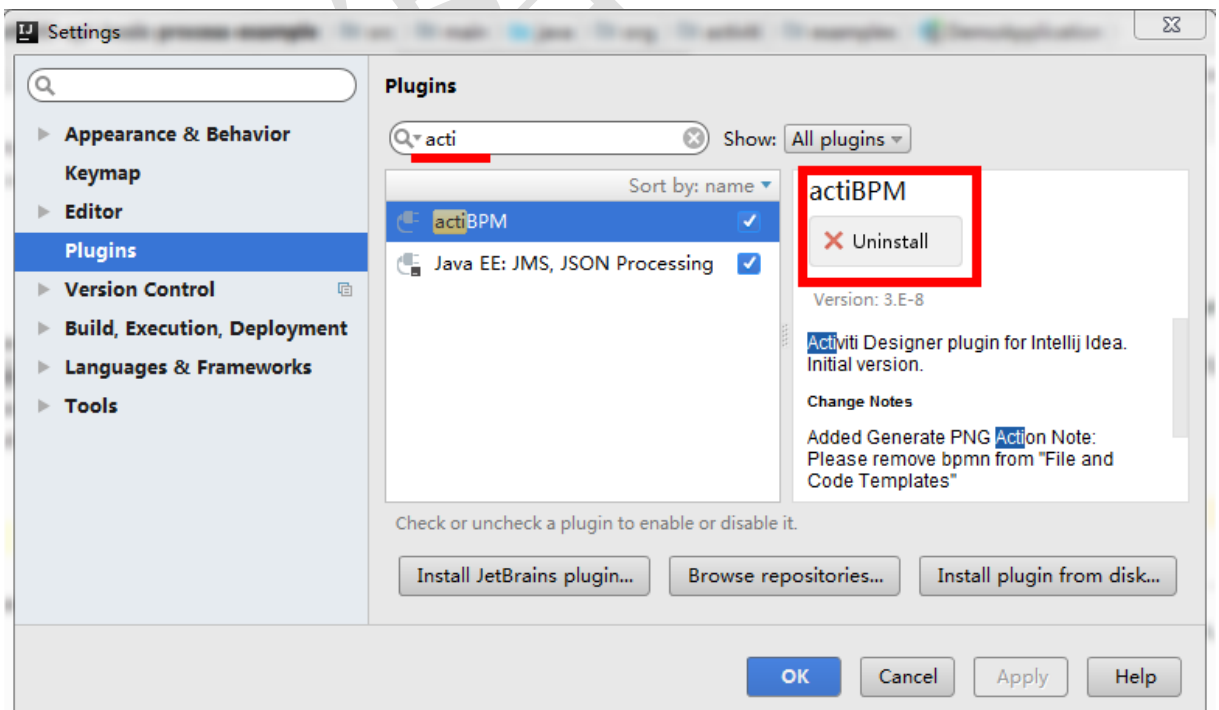 Settings
Plugins
Appearance & Behavior
Keymap
Editor
Plugins
Version Control
Build, Execution, Deployment
Languages & Frameworks
Tools
acti
Show: All plugins
Sort by: name
actiBPM
Java EE: JMS, JSON Processing
actiBPM
Uninstall
Version: 3.E-8
Activiti Designer plugin for Intellij Idea.
Initial version.
Change Notes
Added Generate PNG Action Note:
Please remove bpmn from "File and
Code Templates"
Check or uncheck a plugin to enable or disable it.
Install JetBrains plugin... Browse repositories... Install plugin from disk...
OK Cancel Apply Help